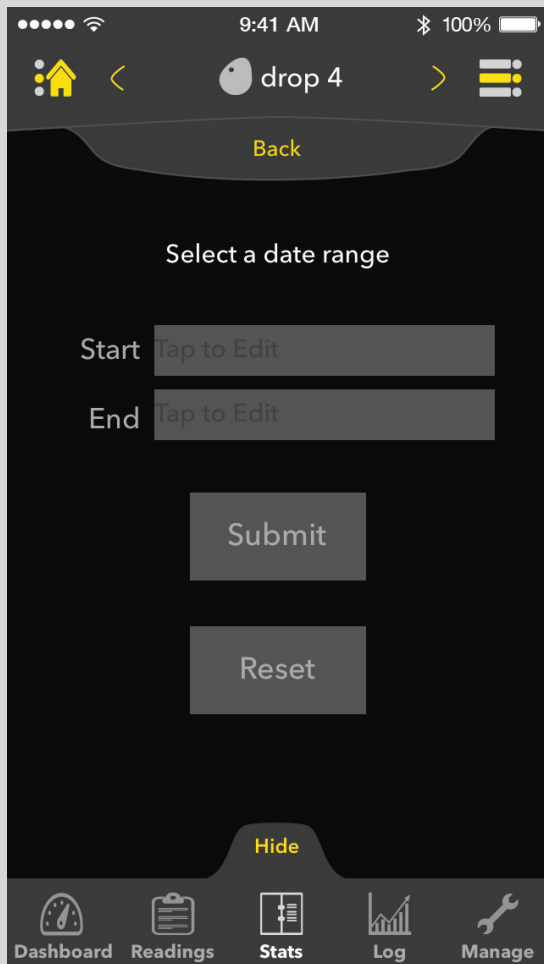 9:41 AM 100%
drop 4
Back
Select a date range
Start Tap to Edit
End Tap to Edit
Submit
Reset
Hide
Dashboard Readings Stats Log Manage